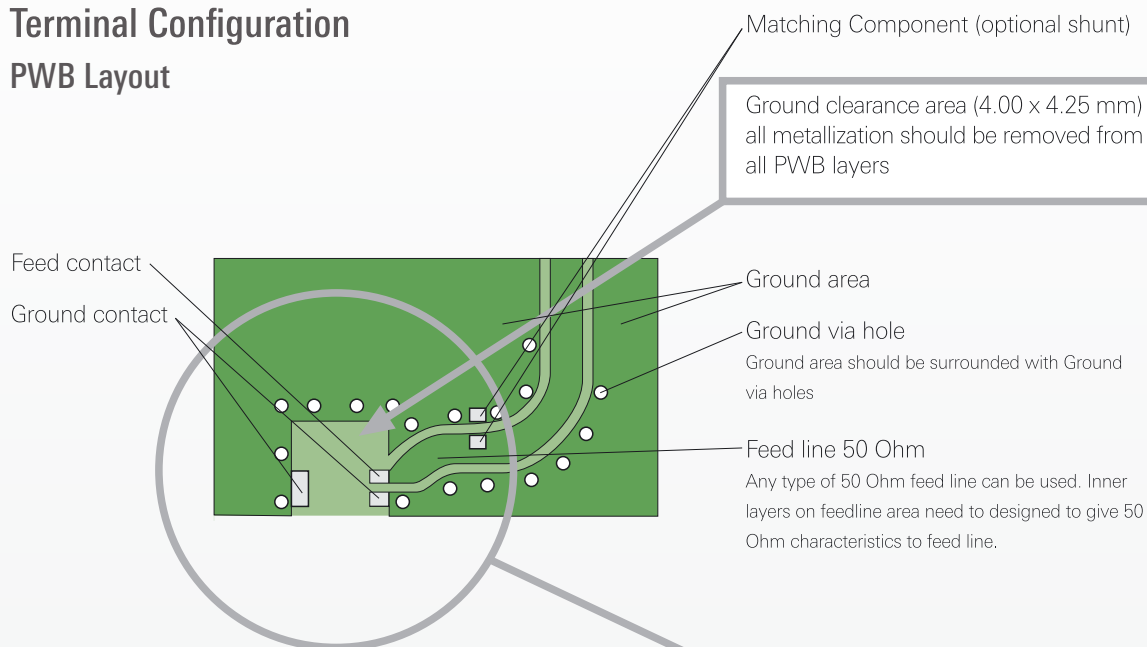 Terminal Configuration
PWB Layout
Matching Component (optional shunt)
Ground clearance area (4.00 x 4.25 mm)
all metallization should be removed from
all PWB layers
Feed contact
Ground contact
Ground area
Ground via hole
Ground area should be surrounded with Ground
via holes
Feed line 50 Ohm
Any type of 50 Ohm feed line can be used. Inner
layers on feedline area need to designed to give 50
Ohm characteristics to feed line.